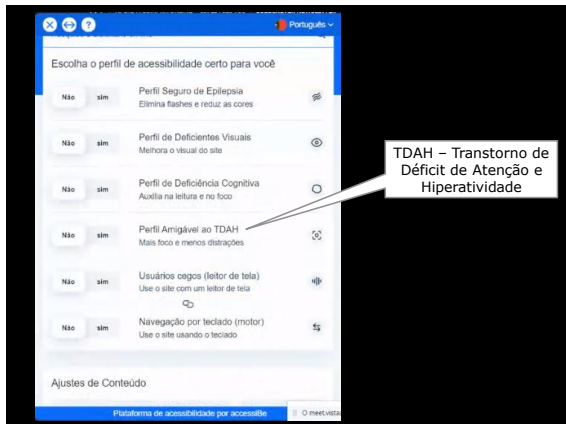 Português
Escolha o perfil de acessibilidade certo para você
Não sim
Perfil Seguro de Epilepsia
Elimina flashes e reduz as cores
Não sim
Perfil de Deficientes Visuais
Melhora o visual do site
Não sim
Perfil de Deficiência Cognitiva
Auxilia na leitura e no foco
Não sim
Perfil Amigável ao TDAH
Mais foco e menos distrações
Não sim
Usuários cegos (leitor de tela)
Use o site com um leitor de tela
Não sim
Navegação por teclado (motor)
Use o site usando o teclado
Ajustes de Conteúdo
Plataforma de acessibilidade por accessiBe
O meet.vista
TDAH – Transtorno de
Déficit de Atenção e
Hiperatividade